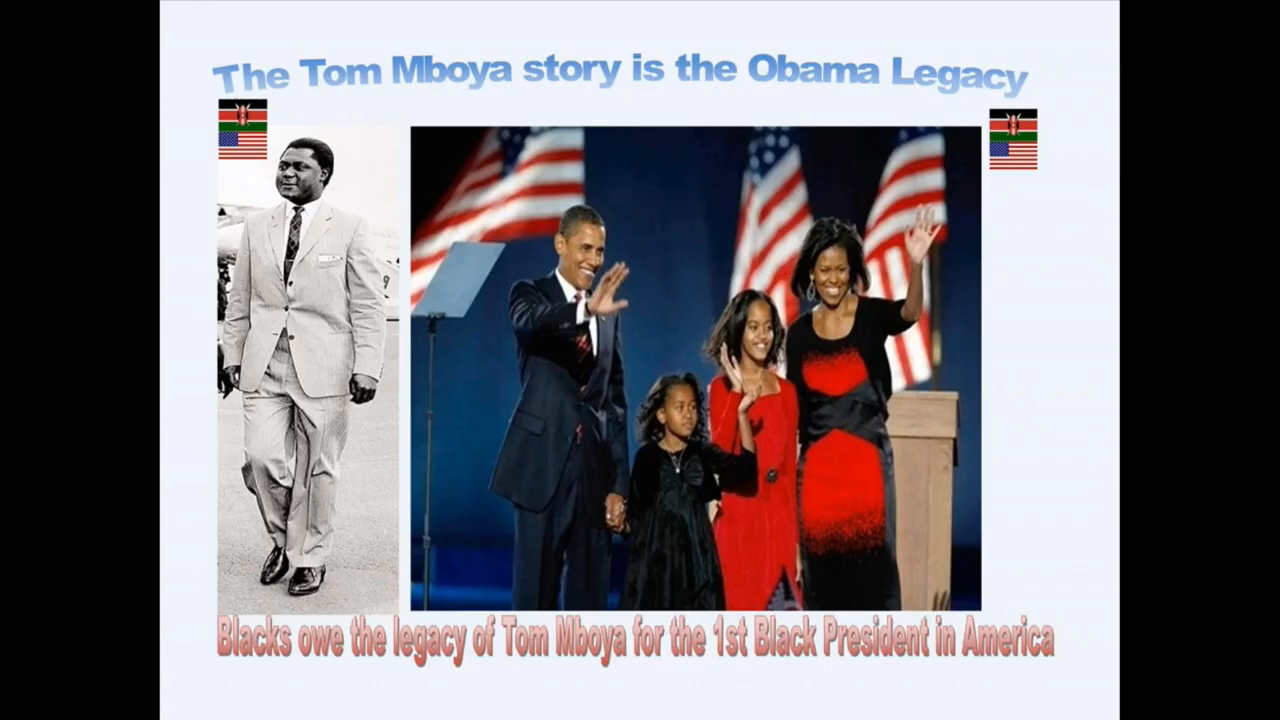 The Tom Mboya story is the Obama Legacy
Blacks owe the legacy of Tom Mboya for the 1st Black President in America